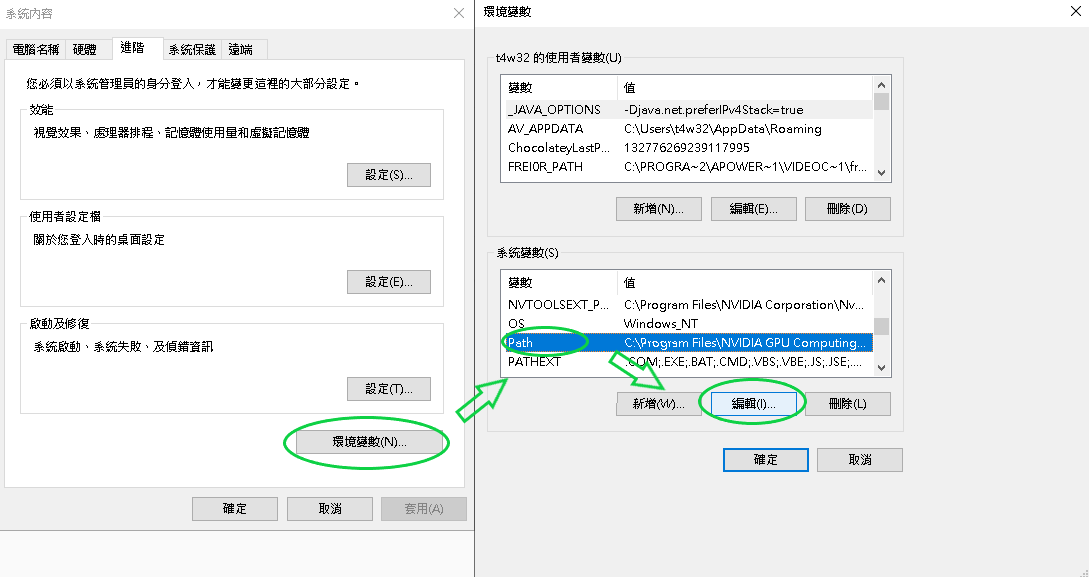 系統內容
電腦名稱 硬體 進階 系統保護 遠端
您必須以系統管理員的身分登入，才能變更這裡的大部分設定。
效能
視覺效果、處理器排程、記憶體使用量和虛擬記憶體
設定(S)...
使用者設定檔
關於您登入時的桌面設定
設定(E)...
啟動及修復
系統啟動、系統失敗、及偵錯資訊
設定(T)...
環境變數(N)...
確定 取消 套用(A)
環境變數
t4w32 的使用者變數(U)
變數 值
_JAVA_OPTIONS -Djava.net.preferIPv4Stack=true
AV_APPDATA C:\Users\t4w32\AppData\Roaming
ChocolateyLastP... 132776269239117995
FREI0R_PATH C:\PROGRA~2\APOWER~1\VIDEOC~1\fr...
新增(N)... 編輯(E)... 刪除(D)
系統變數(S)
變數 值
NVTOOLSEXT_P... C:\Program Files\NVIDIA Corporation\Nv...
OS Windows_NT
Path C:\Program Files\NVIDIA GPU Computing...
PATHEXT .COM;.EXE;.BAT;.CMD;.VBS;.VBE;.JS;.JSE;....
新增(W)... 編輯(I)... 刪除(L)
確定 取消